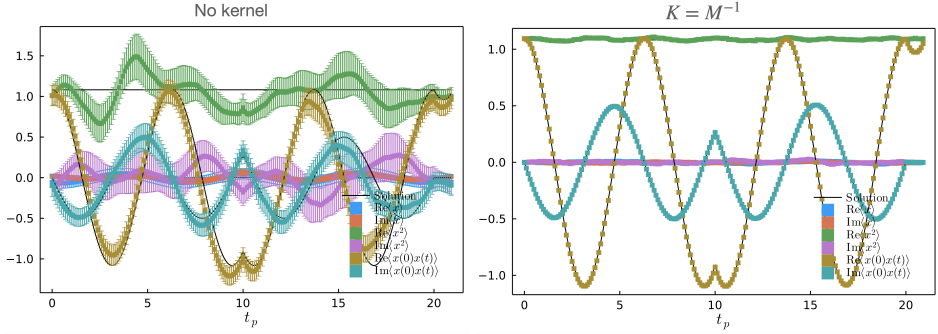 No kernel
K = M⁻¹
1.5
1.0
0.5
0.0
−0.5
−1.0
0
5
10
15
20
t_p
Solution
Re⟨x⟩
Im⟨x⟩
Re⟨x²⟩
Im⟨x²⟩
Re⟨x(0)x(t)⟩
Im⟨x(0)x(t)⟩
1.0
0.5
0.0
−0.5
−1.0
0
5
10
15
20
t_p
Solution
Re⟨x⟩
Im⟨x⟩
Re⟨x²⟩
Im⟨x²⟩
Re⟨x(0)x(t)⟩
Im⟨x(0)x(t)⟩